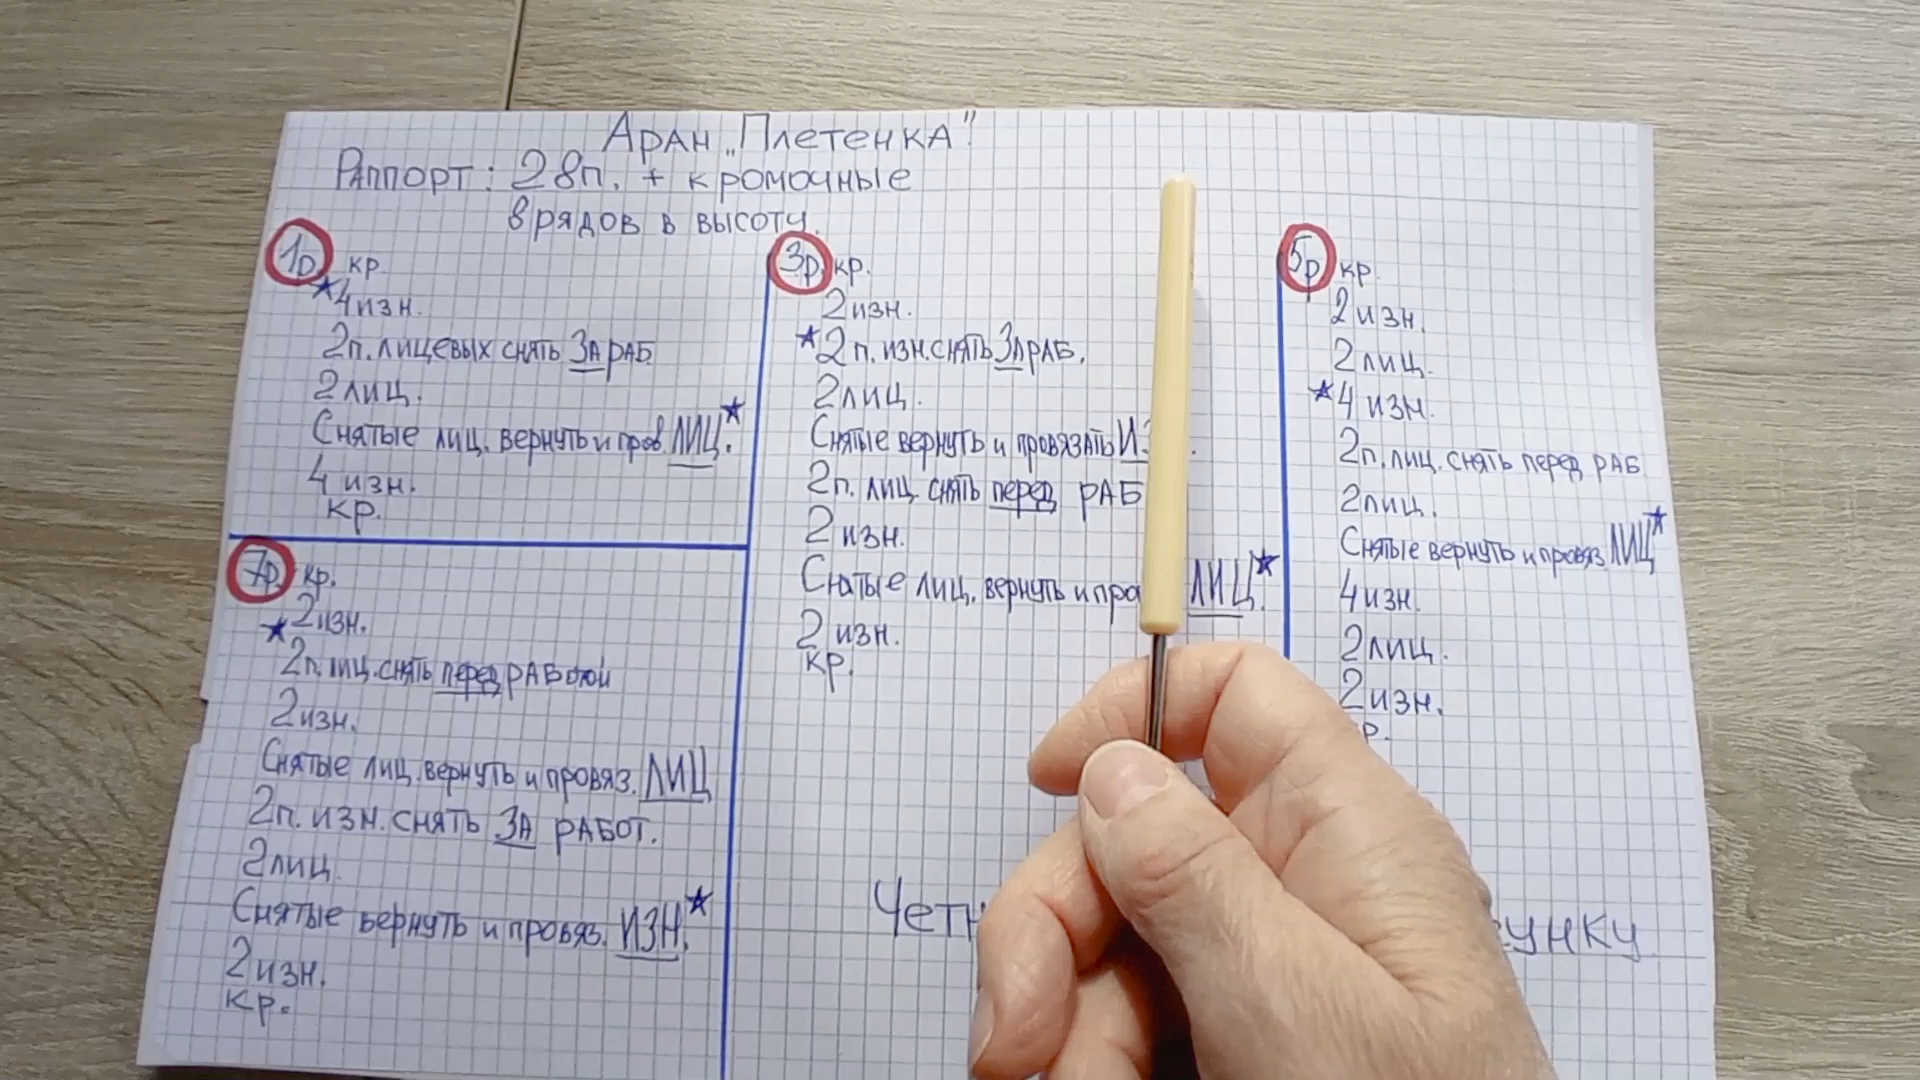 Аран „Плетенка"
Раппорт: 28п. + кромочные
8 рядов в высоту.
1р кр.
*4 изн.
2п. лицевых снять ЗА РАБ.
2 лиц.
Снятые лиц. вернуть и пров. ЛИЦ.*
4 изн.
кр.
7р кр.
2 изн.
*2п. лиц. снять перед РАБОТОЙ
2 изн.
Снятые лиц. вернуть и провяз. ЛИЦ
2п. изн. снять ЗА РАБОТ.
2 лиц.
Снятые вернуть и провяз. ИЗН.*
2 изн.
кр.
3р. кр.
2 изн.
*2 п. изн. снять ЗА РАБ.
2 лиц.
Снятые вернуть и провязать
2п. лиц. снять перед РАБ
2 изн.
Снятые лиц. вернуть и ЛИЦ.*
2 изн.
кр.
5р кр.
2 изн.
2 лиц.
*4 изн.
2п. лиц. снять перед РАБ.
2 лиц.
Снятые вернуть и провяз ЛИЦ*
4 изн.
2 лиц.
2 изн.